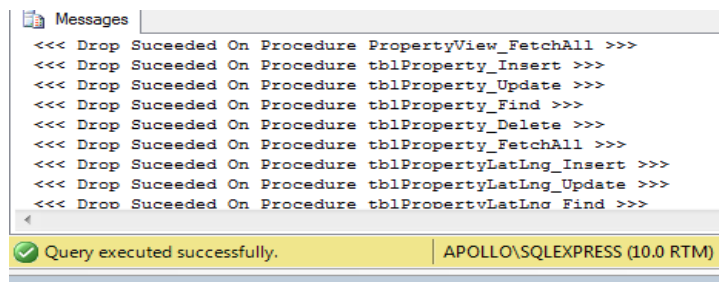 Messages
<<< Drop Suceeded On Procedure PropertyView_FetchAll >>>
<<< Drop Suceeded On Procedure tblProperty_Insert >>>
<<< Drop Suceeded On Procedure tblProperty_Update >>>
<<< Drop Suceeded On Procedure tblProperty_Find >>>
<<< Drop Suceeded On Procedure tblProperty_Delete >>>
<<< Drop Suceeded On Procedure tblProperty_FetchAll >>>
<<< Drop Suceeded On Procedure tblPropertyLatLng_Insert >>>
<<< Drop Suceeded On Procedure tblPropertyLatLng_Update >>>
<<< Drop Suceeded On Procedure tblPropertyLatLng_Find >>>
Query executed successfully. APOLLO\SQLEXPRESS (10.0 RTM)